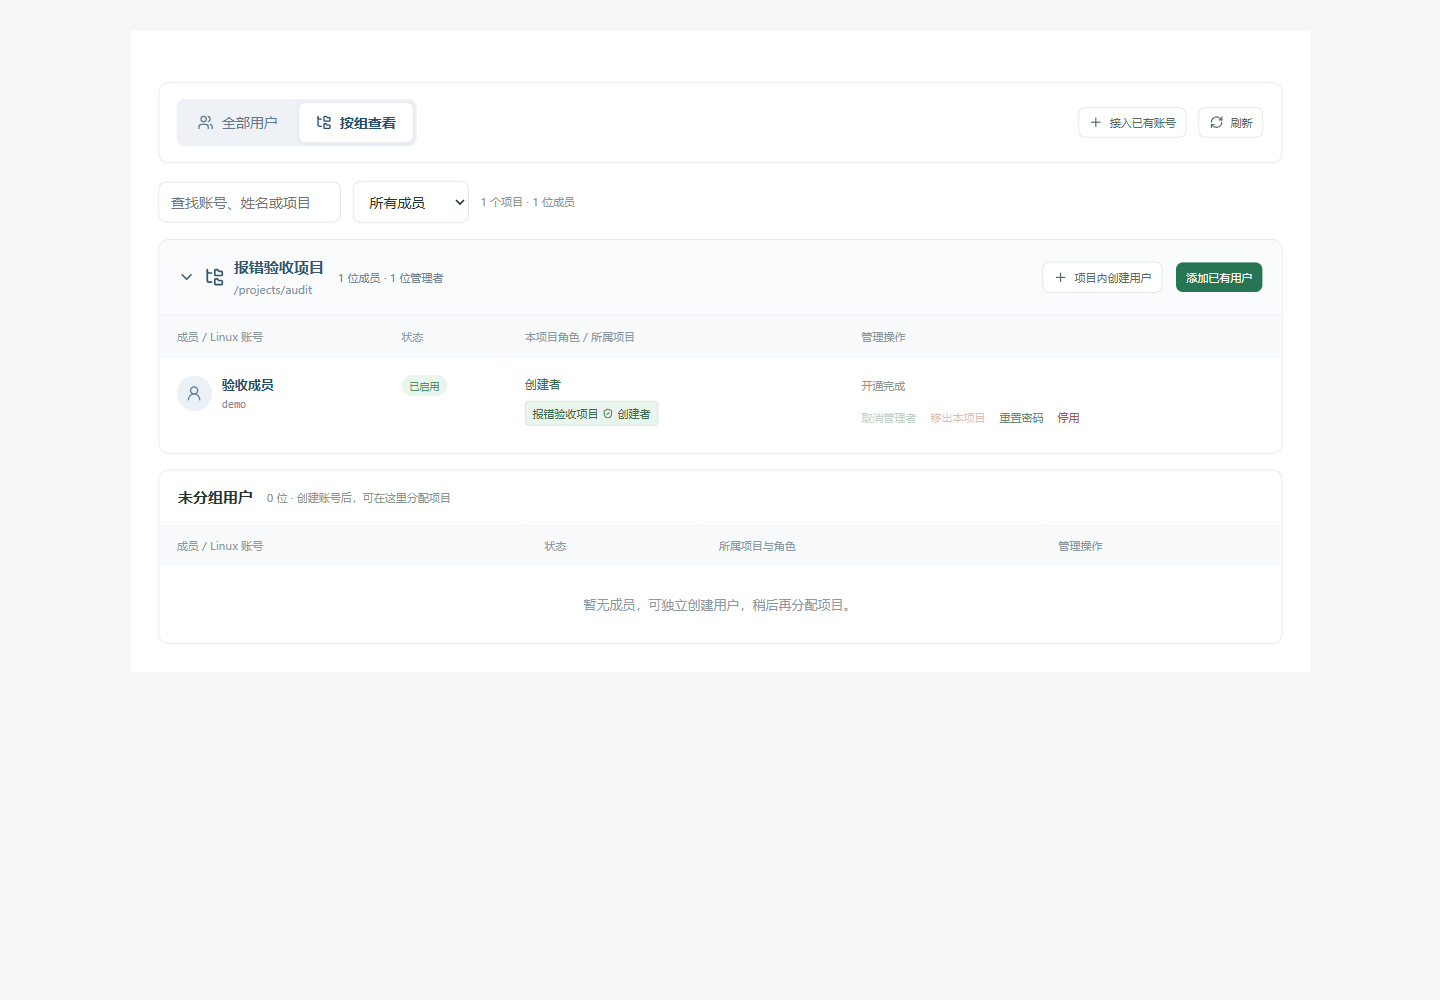 全部用户
按组查看
接入已有账号
刷新
查找账号、姓名或项目
所有成员
1 个项目 · 1 位成员
报错验收项目
/projects/audit
1 位成员 · 1 位管理者
项目内创建用户
添加已有用户
成员 / Linux 账号
状态
本项目角色 / 所属项目
管理操作
验收成员
demo
已启用
创建者
报错验收项目 创建者
开通完成
取消管理者
移出本项目
重置密码
停用
未分组用户
0 位 · 创建账号后，可在这里分配项目
成员 / Linux 账号
状态
所属项目与角色
管理操作
暂无成员，可独立创建用户，稍后再分配项目。